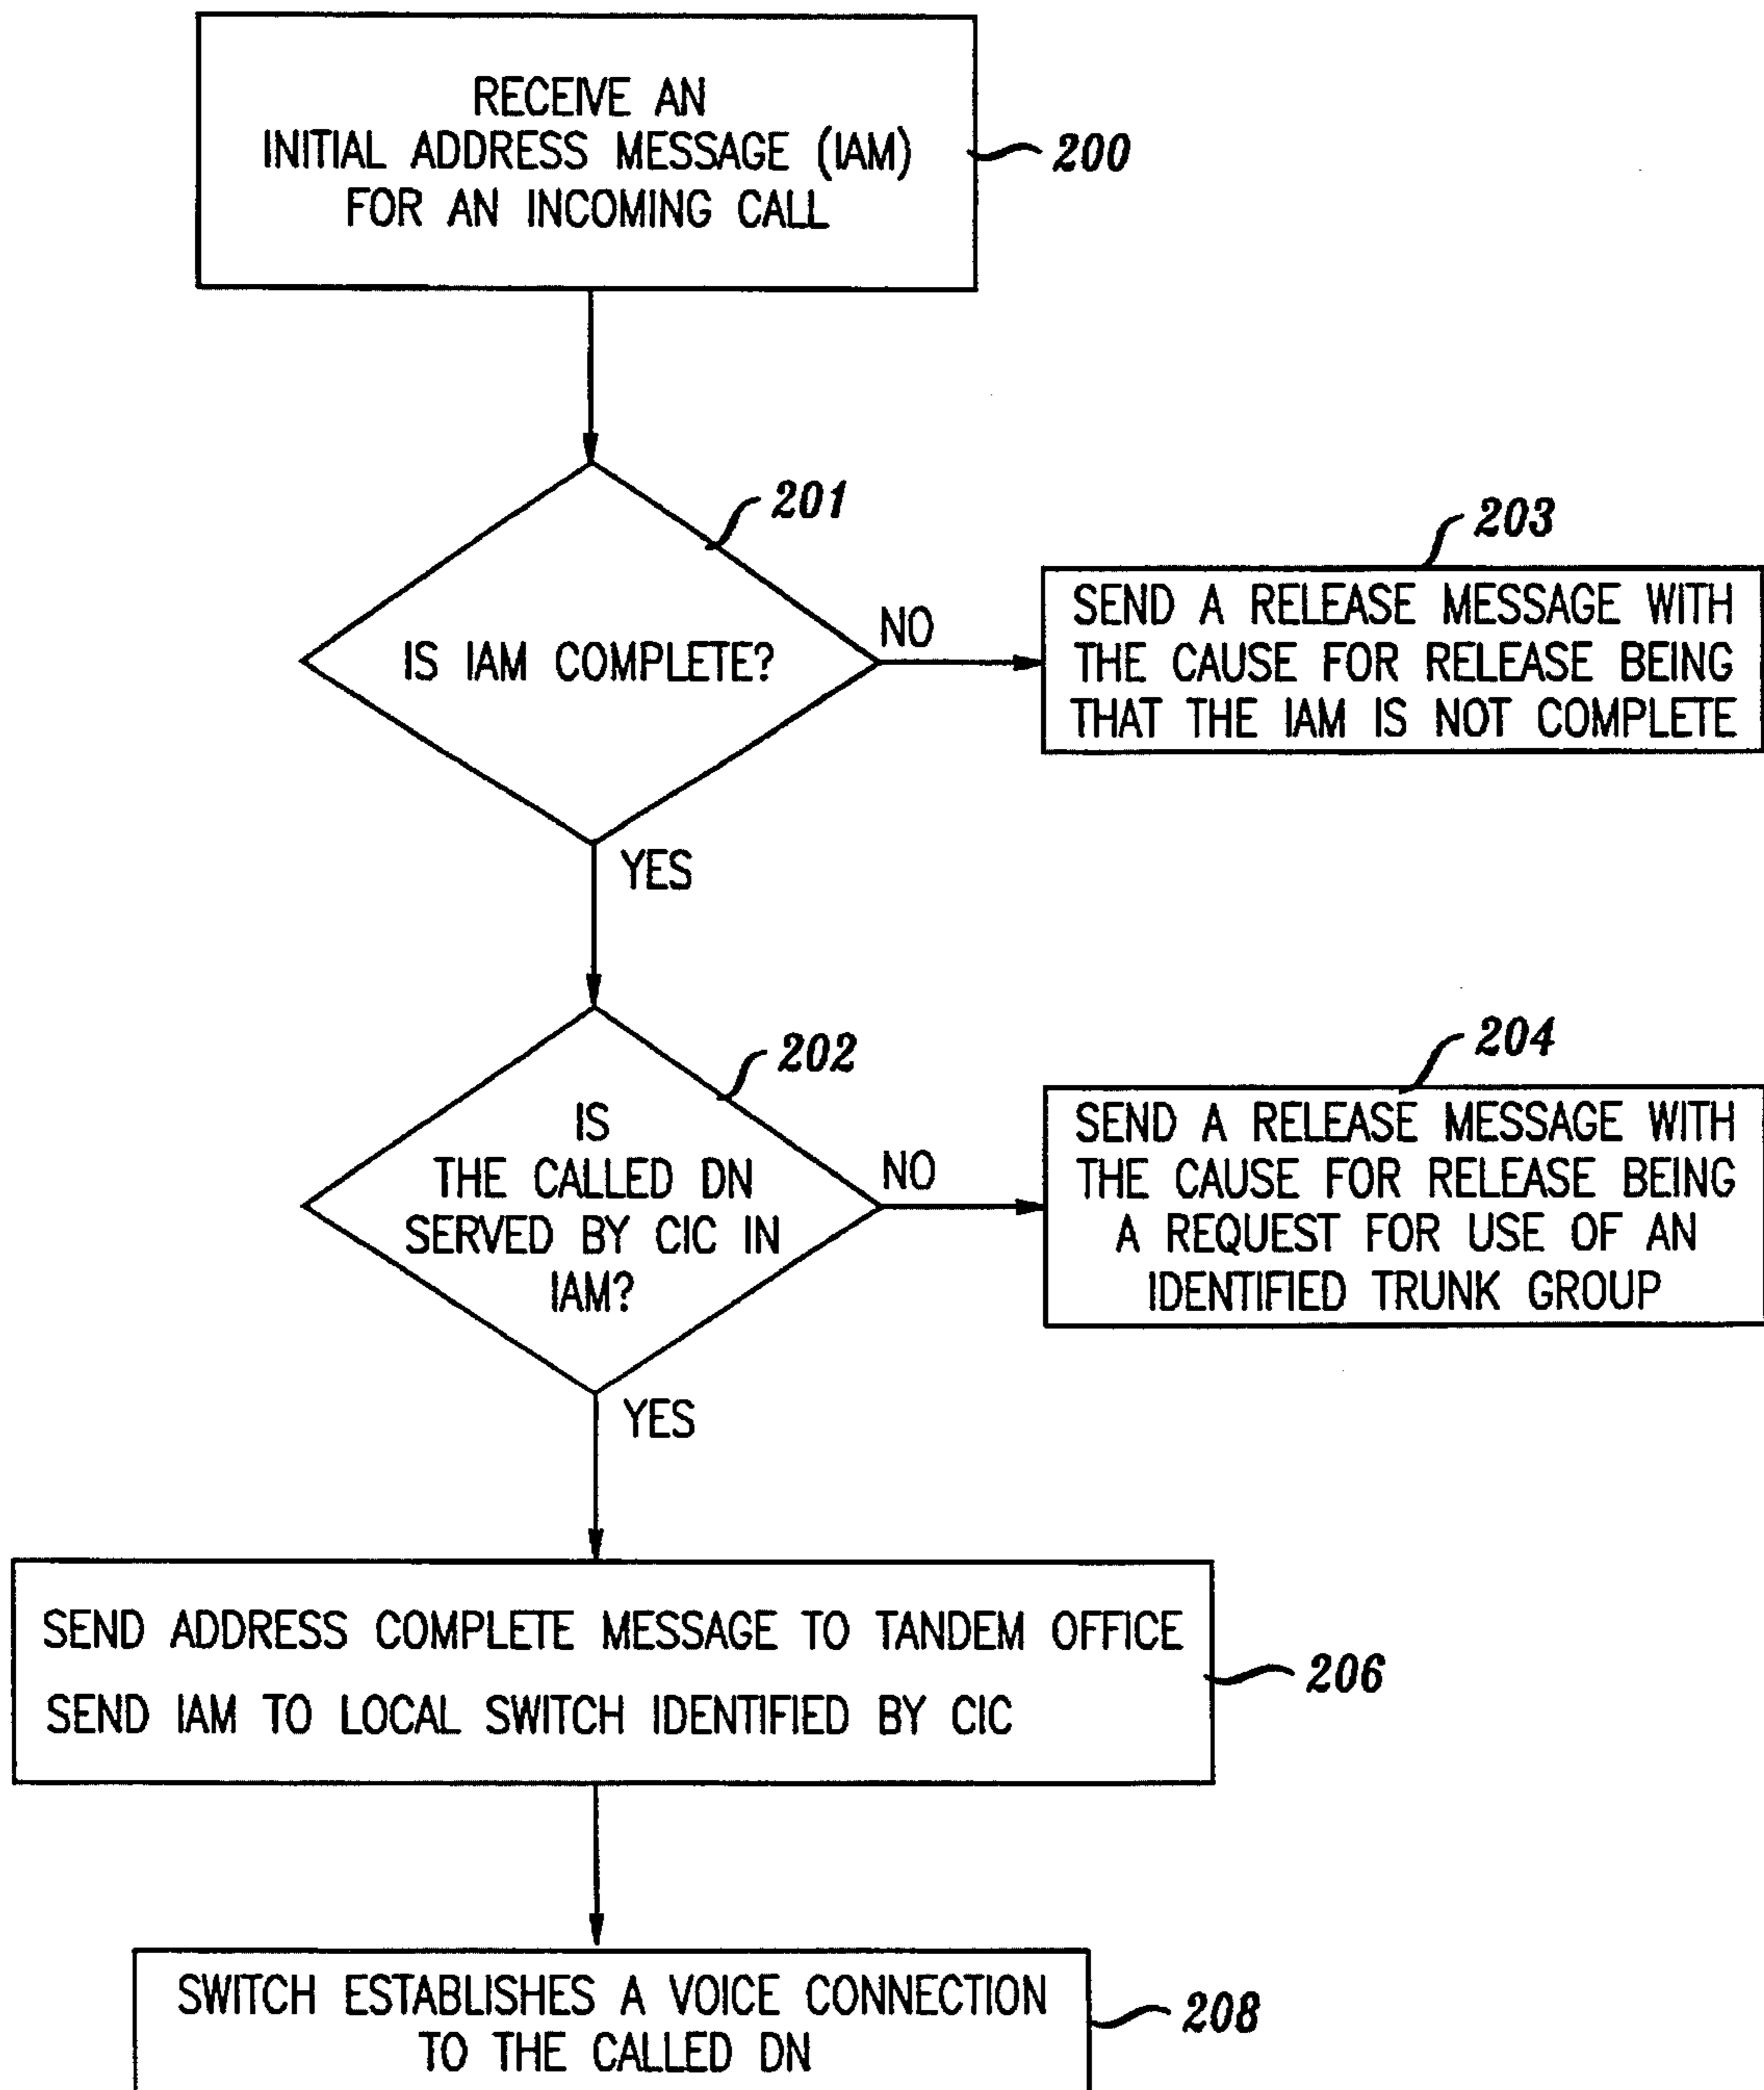 RECEIVE AN
INITIAL ADDRESS MESSAGE (IAM)
FOR AN INCOMING CALL
200
201
IS IAM COMPLETE?
NO
203
SEND A RELEASE MESSAGE WITH
THE CAUSE FOR RELEASE BEING
THAT THE IAM IS NOT COMPLETE
YES
202
IS
THE CALLED DN
SERVED BY CIC IN
IAM?
NO
204
SEND A RELEASE MESSAGE WITH
THE CAUSE FOR RELEASE BEING
A REQUEST FOR USE OF AN
IDENTIFIED TRUNK GROUP
YES
SEND ADDRESS COMPLETE MESSAGE TO TANDEM OFFICE
SEND IAM TO LOCAL SWITCH IDENTIFIED BY CIC
206
SWITCH ESTABLISHES A VOICE CONNECTION
TO THE CALLED DN
208